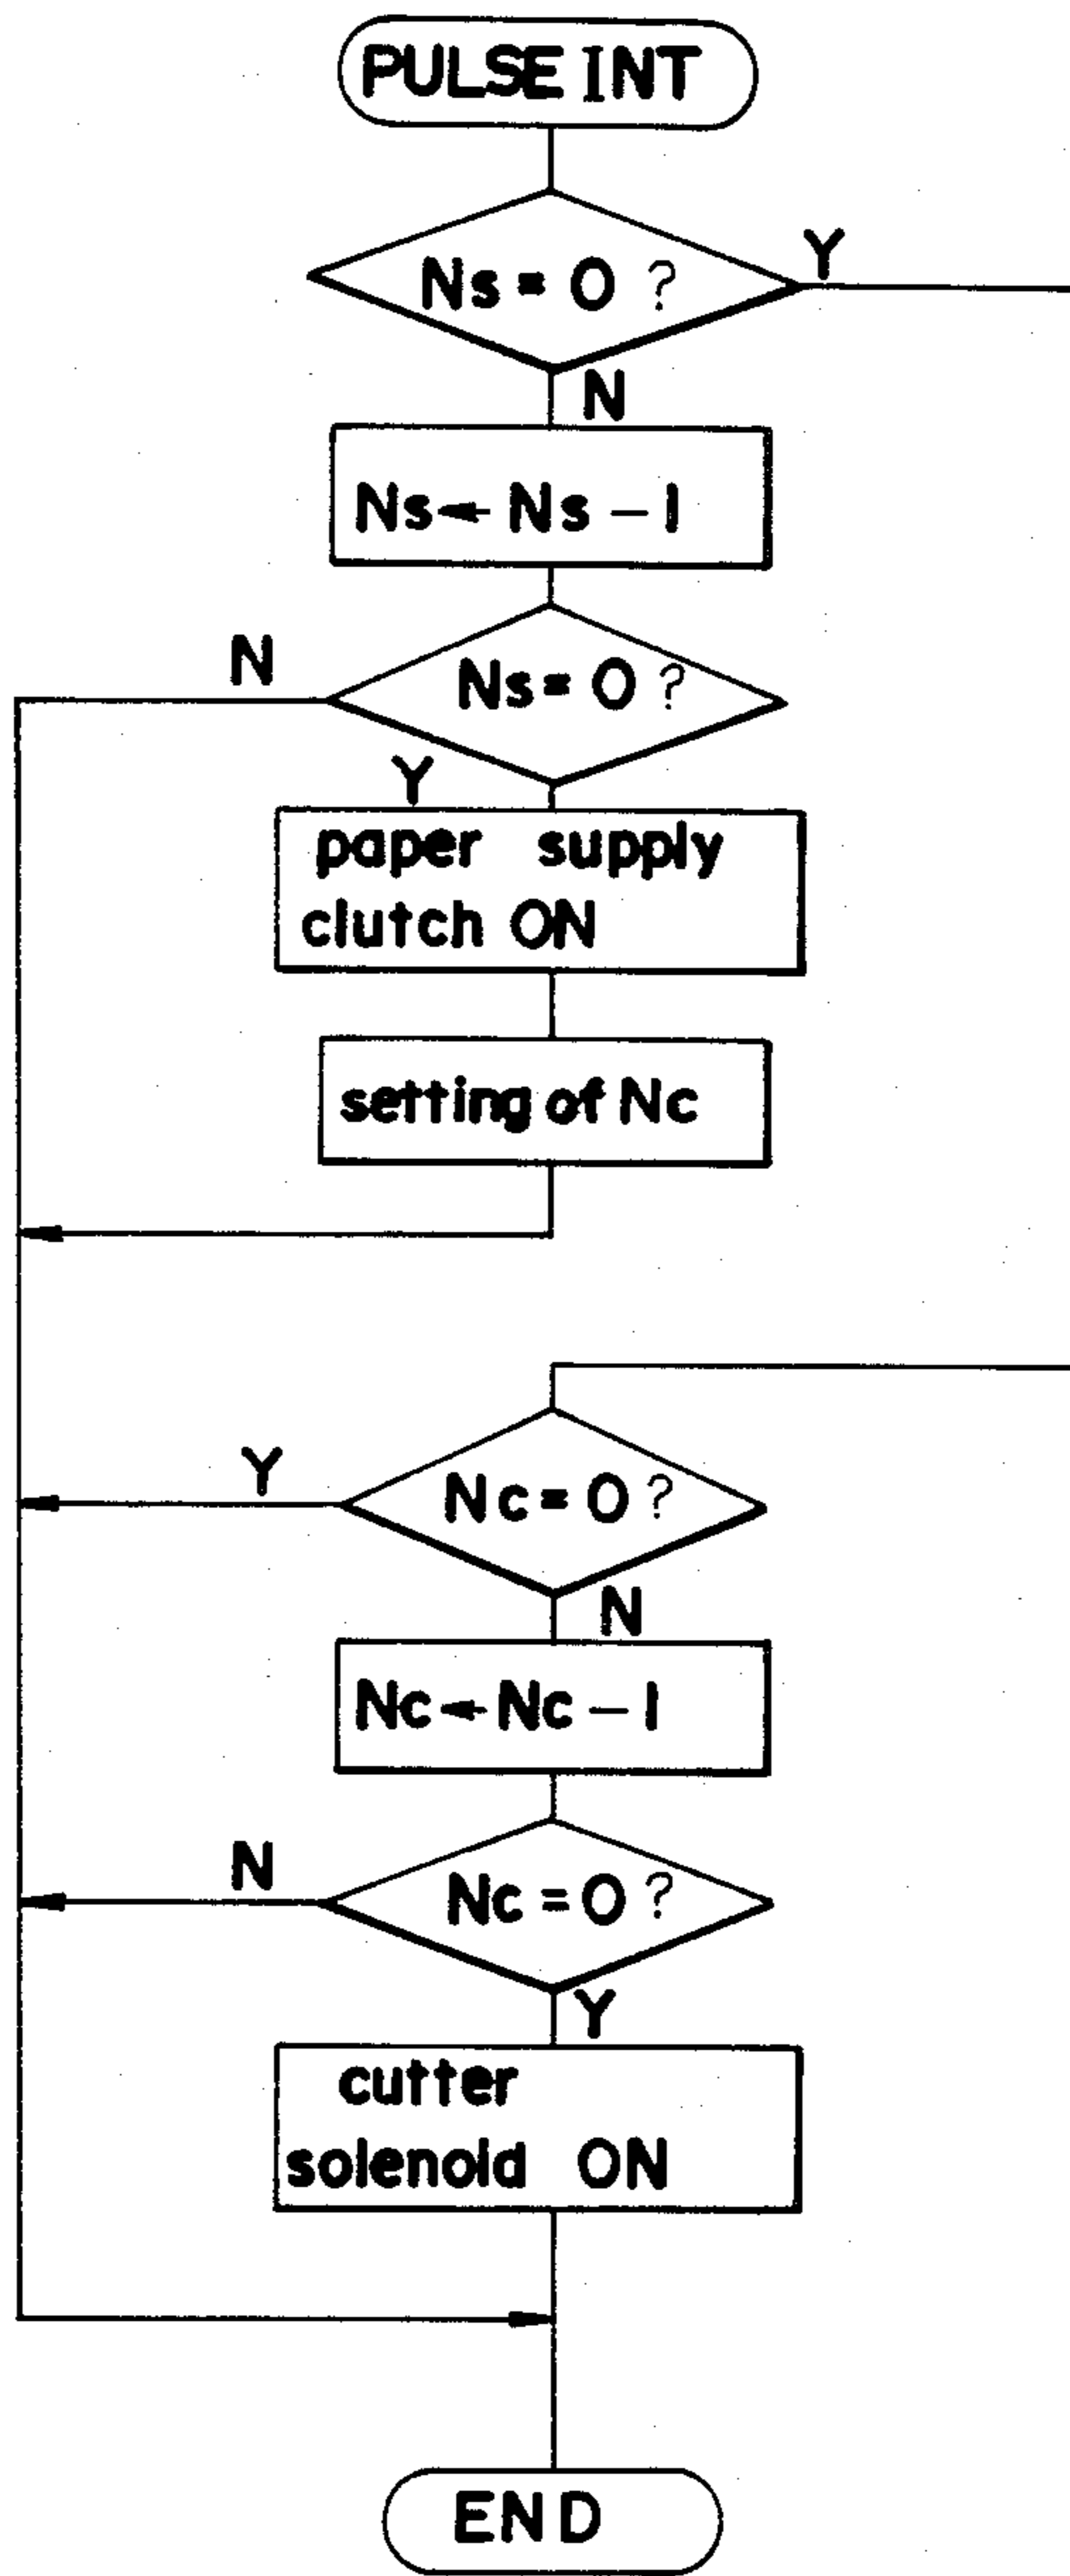 PULSE INT
Ns = 0 ?
Y
N
Ns ← Ns - 1
N
Ns = 0 ?
Y
paper supply
clutch ON
setting of Nc
Y
Nc = 0 ?
N
Nc ← Nc - 1
N
Nc = 0 ?
Y
cutter
solenoid ON
END